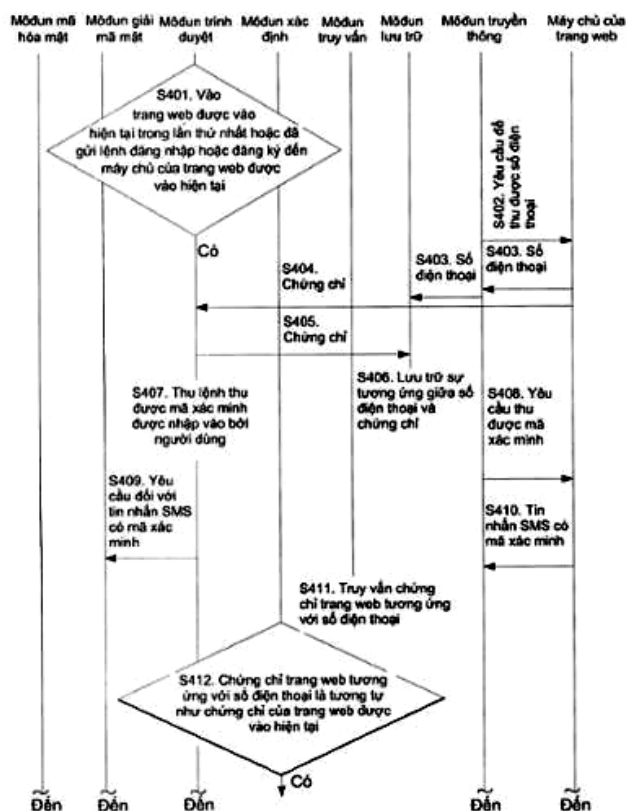 Môđun mã hóa mật
Môđun giải mã mật
Môđun trình duyệt
Môđun xác định
Môđun truy vấn
Môđun lưu trữ
Môđun truyền thông
Máy chủ của trang web
S401. Vào
trang web được vào
hiện tại trong lần thứ nhất hoặc đã
gửi lệnh đăng nhập hoặc đăng ký đến
máy chủ của trang web được
vào hiện tại
Có
S402. Yêu cầu để
thu được số điện
thoại
S403. Số
điện thoại
S403. Số
điện thoại
S404.
Chứng chỉ
S405.
Chứng chỉ
S406. Lưu trữ sự
tương ứng giữa số
điện thoại và
chứng chỉ
S407. Thu lệnh thu
được mã xác minh
được nhập vào bởi
người dùng
S408. Yêu
cầu thu
được mã
xác minh
S409. Yêu
cầu đối với
tin nhắn SMS
có mã xác
minh
S410. Tin
nhắn SMS có
mã xác minh
S411. Truy vấn chứng
chỉ trang web tương ứng
với số điện thoại
S412. Chứng chỉ trang web tương
ứng với số điện thoại là tương tự
như chứng chỉ của trang web được
vào hiện tại
Có
Đến
Đến
Đến
Đến
Đến